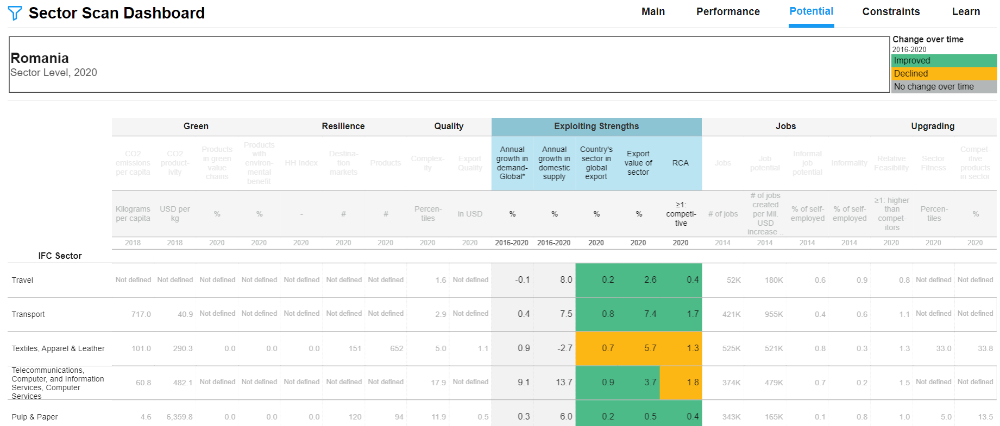 Sector Scan Dashboard
Main Performance Potential Constraints Learn
Romania
Sector Level, 2020
Change over time
2016-2020
Improved
Declined
No change over time
Green Resilience Quality Exploiting Strengths Jobs Upgrading
CO2 emissions per capita
CO2 product-ivity
Products in green value chains
Products with environ-mental benefit
HH Index
Destina-tion markets
Products
Complex-ity
Export Quality
Annual growth in demand-Global*
Annual growth in domestic supply
Country's sector in global export
Export value of sector
RCA
Jobs
Job potential
Informal job potential
Informality
Relative Feasibility
Sector Fitness
Compet-itive products in sector
Kilograms per capita
USD per kg
%
%
-
#
#
Percen-tiles
in USD
%
%
%
%
≥1: competi-tive
# of jobs
# of jobs created per Mil. USD increase ..
% of self-employed
% of self-employed
≥1: higher than compet-itors
Percen-tiles
%
2018 2018 2020 2020 2020 2020 2020 2020 2020 2016-2020 2016-2020 2020 2020 2020 2014 2014 2014 2014 2020 2020 2020
IFC Sector
Travel Not defined Not defined Not defined Not defined Not defined Not defined Not defined 1.6 Not defined -0.1 8.0 0.2 2.6 0.4 52K 180K 0.6 0.9 0.8 Not defined Not defined
Transport 717.0 40.9 Not defined Not defined Not defined Not defined Not defined 2.9 Not defined 0.4 7.5 0.8 7.4 1.7 421K 955K 0.4 0.6 1.1 Not defined Not defined
Textiles, Apparel & Leather 101.0 290.3 0.0 0.0 0.0 151 652 5.0 1.1 0.9 -2.7 0.7 5.7 1.3 525K 521K 0.8 0.3 1.3 33.0 33.8
Telecommunications,
Computer, and Information
Services, Computer
Services
60.8 482.1 Not defined Not defined Not defined Not defined Not defined 17.9 Not defined 9.1 13.7 0.9 3.7 1.8 374K 479K 0.7 0.2 1.5 Not defined Not defined
Pulp & Paper 4.6 6,359.8 0.0 0.0 0.0 120 94 11.9 0.5 0.3 6.0 0.2 0.5 0.4 343K 165K 0.1 0.8 1.0 5.0 13.5